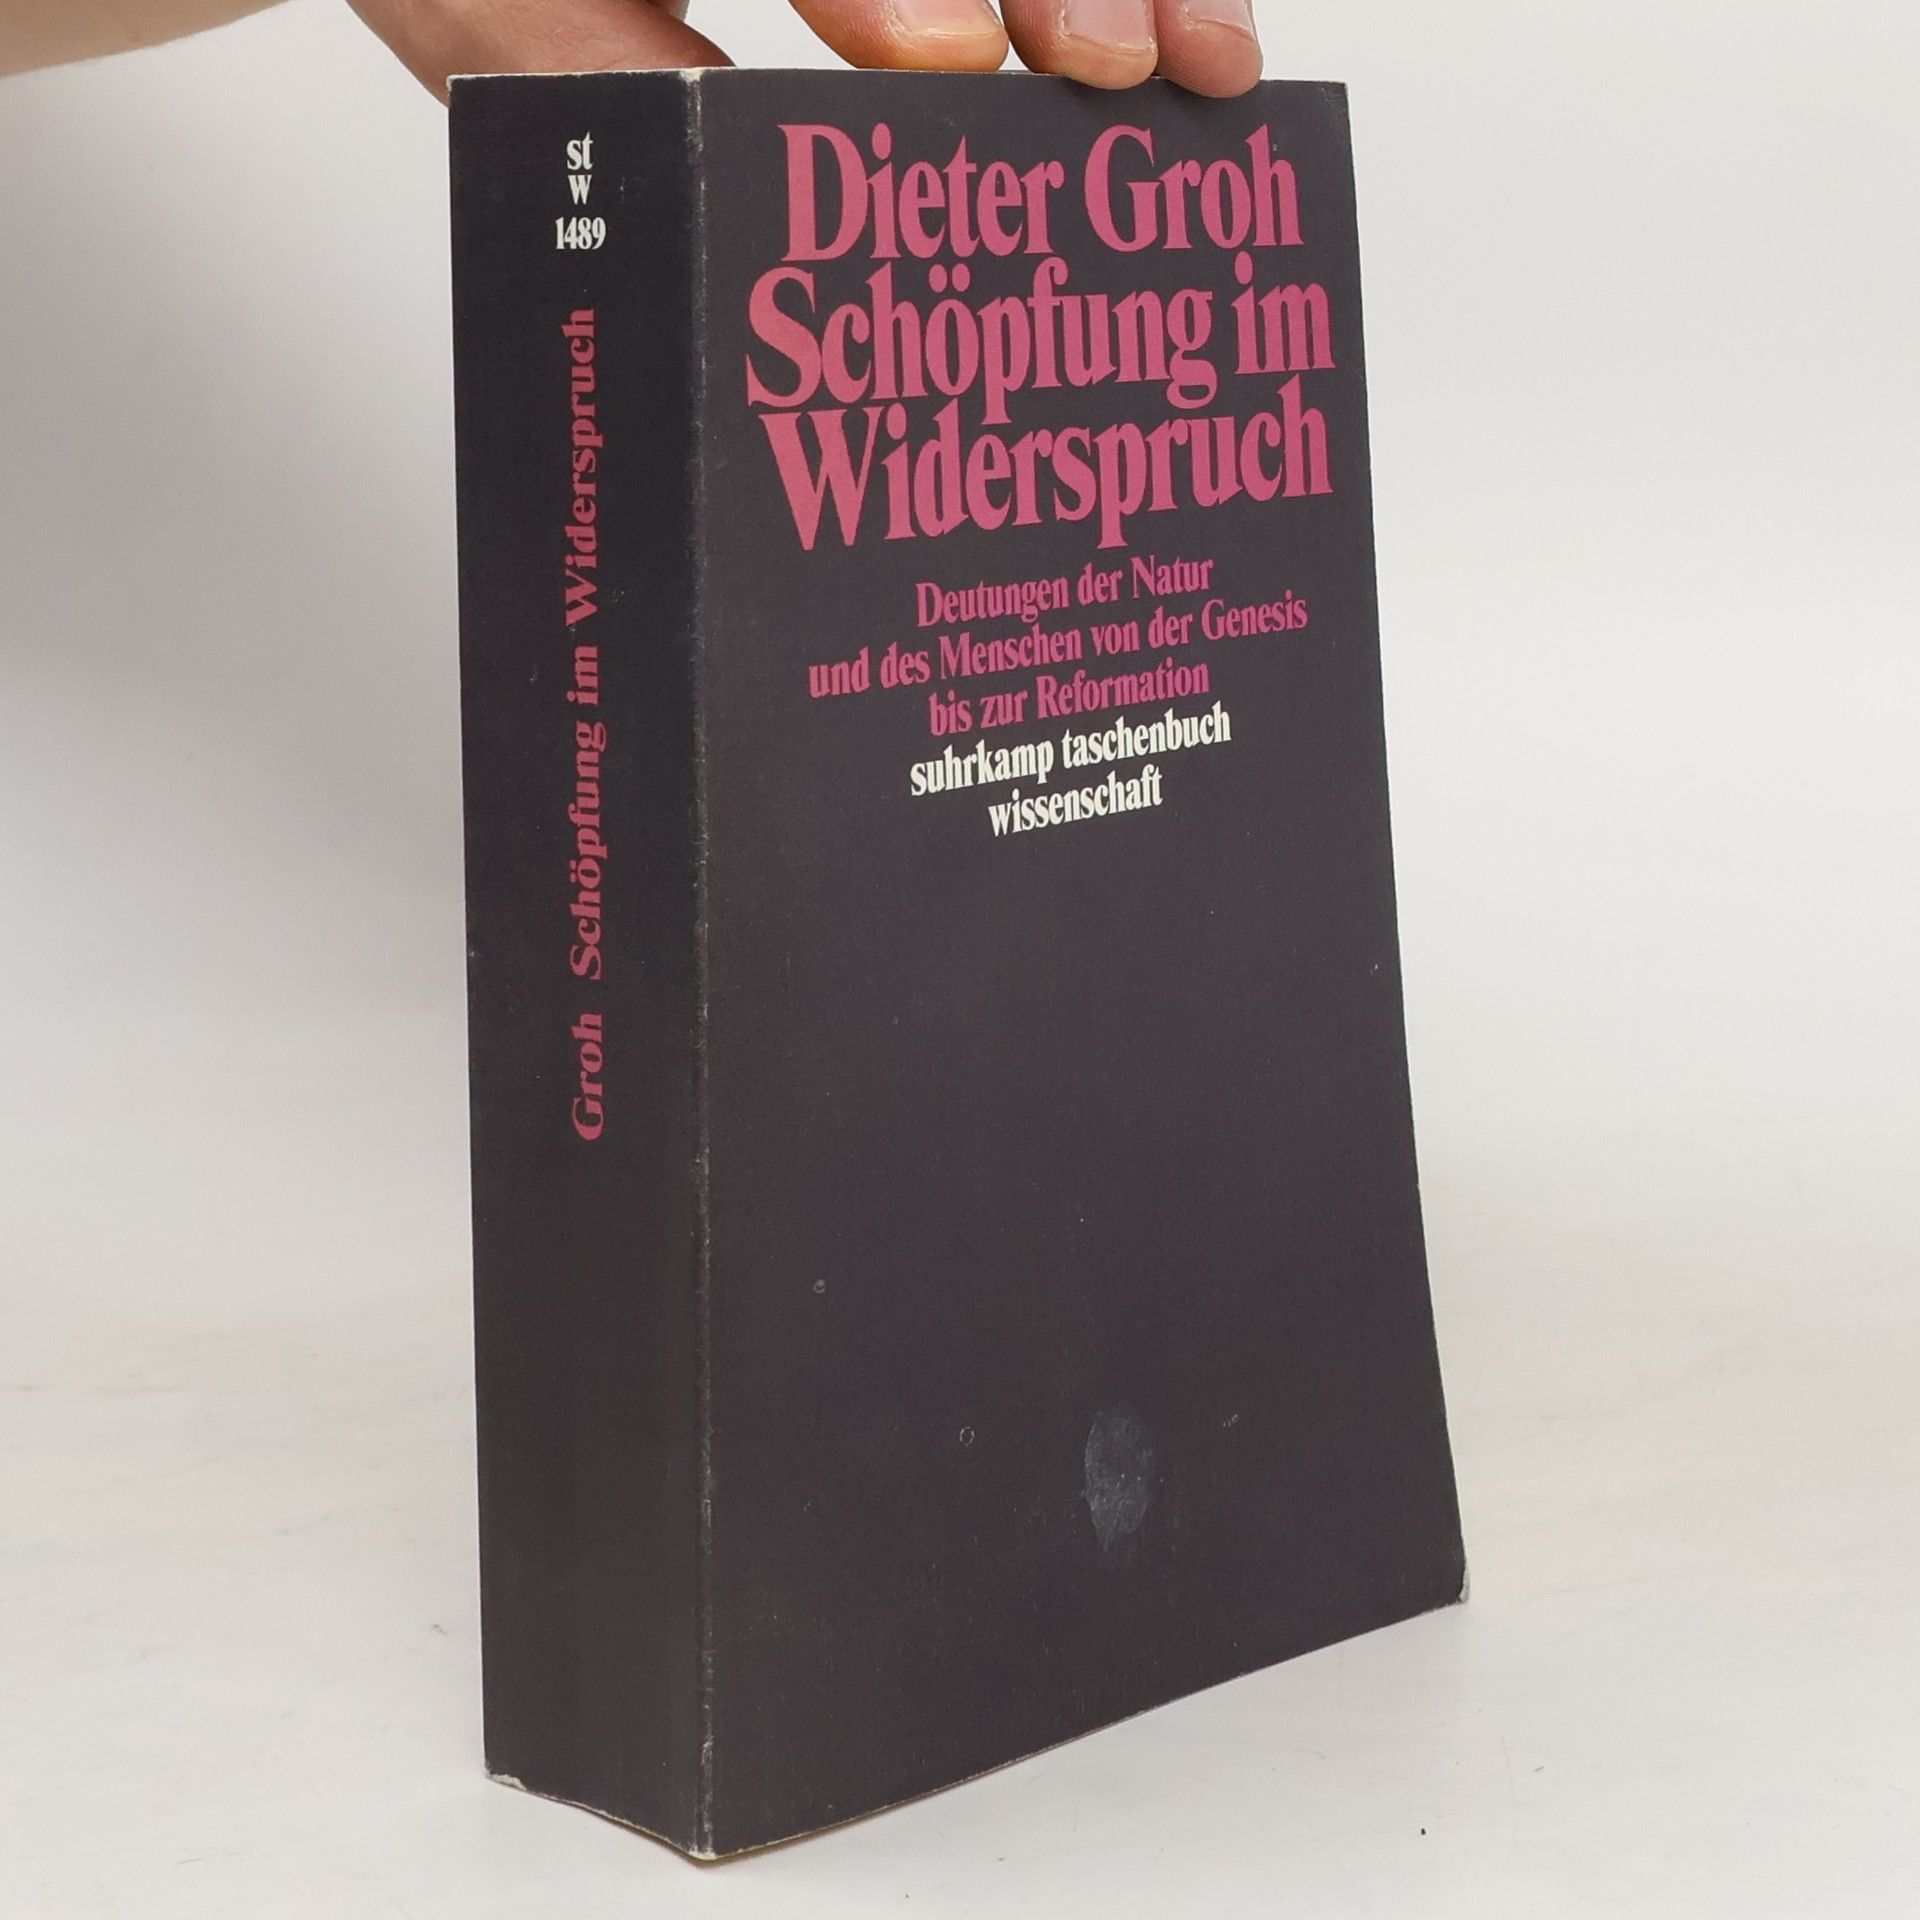 st
w
1489
Groh Schöpfung im Widerspruch
Dieter Groh
Schöpfung im
Widerspruch
Deutungen der Natur
und des Menschen von der Genesis
bis zur Reformation
suhrkamp taschenbuch
wissenschaft